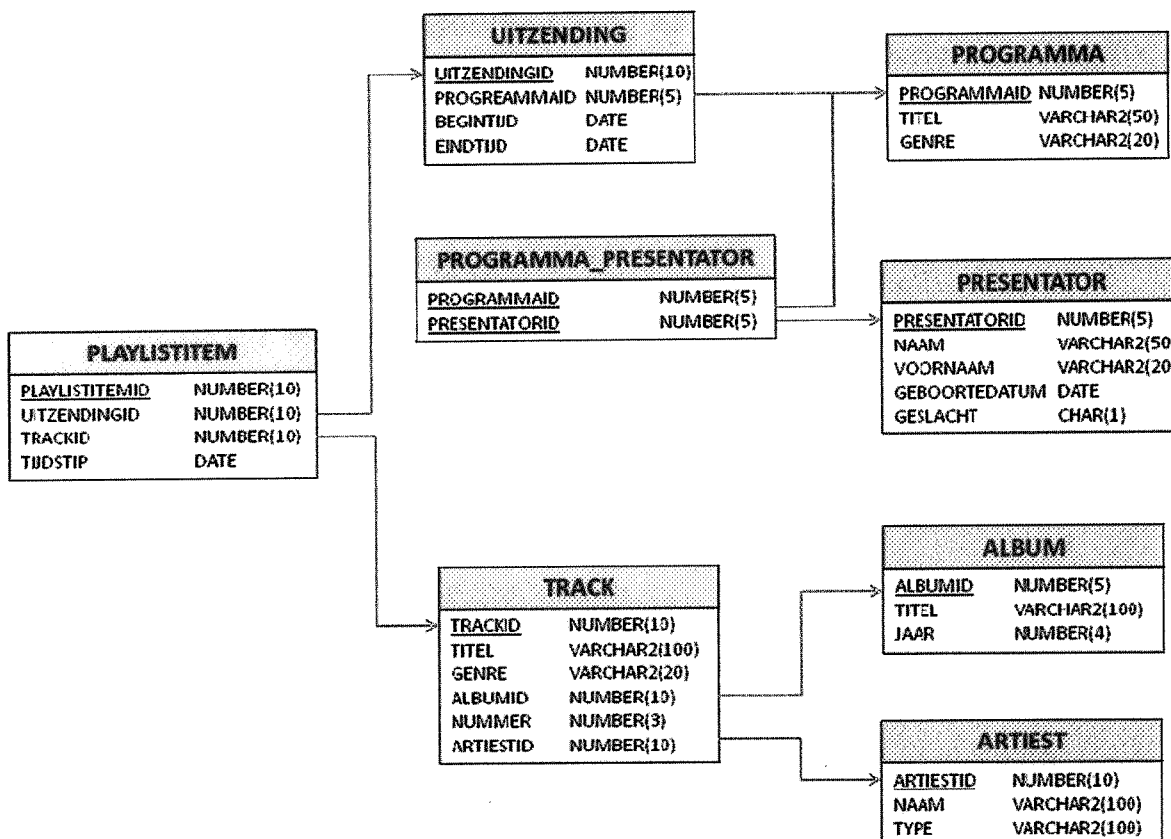 UITZENDING
UITZENDINGID NUMBER(10)
PROGREAMMAID NUMBER(5)
BEGINTIJD DATE
EINDTIJD DATE
PROGRAMMA
PROGRAMMAID NUMBER(5)
TITEL VARCHAR2(50)
GENRE VARCHAR2(20)
PROGRAMMA_PRESENTATOR
PROGRAMMAID NUMBER(5)
PRESENTATORID NUMBER(5)
PRESENTATOR
PRESENTATORID NUMBER(5)
NAAM VARCHAR2(50
VOORNAAM VARCHAR2(20
GEBOORTEDATUM DATE
GESLACHT CHAR(1)
PLAYLISTITEM
PLAYLISTITEMID NUMBER(10)
UITZENDINGID NUMBER(10)
TRACKID NUMBER(10)
TIJDSTIP DATE
TRACK
TRACKID NUMBER(10)
TITEL VARCHAR2(100)
GENRE VARCHAR2(20)
ALBUMID NUMBER(10)
NUMMER NUMBER(3)
ARTIESTID NUMBER(10)
ALBUM
ALBUMID NUMBER(5)
TITEL VARCHAR2(100)
JAAR NUMBER(4)
ARTIEST
ARTIESTID NUMBER(10)
NAAM VARCHAR2(100)
TYPE VARCHAR2(100)